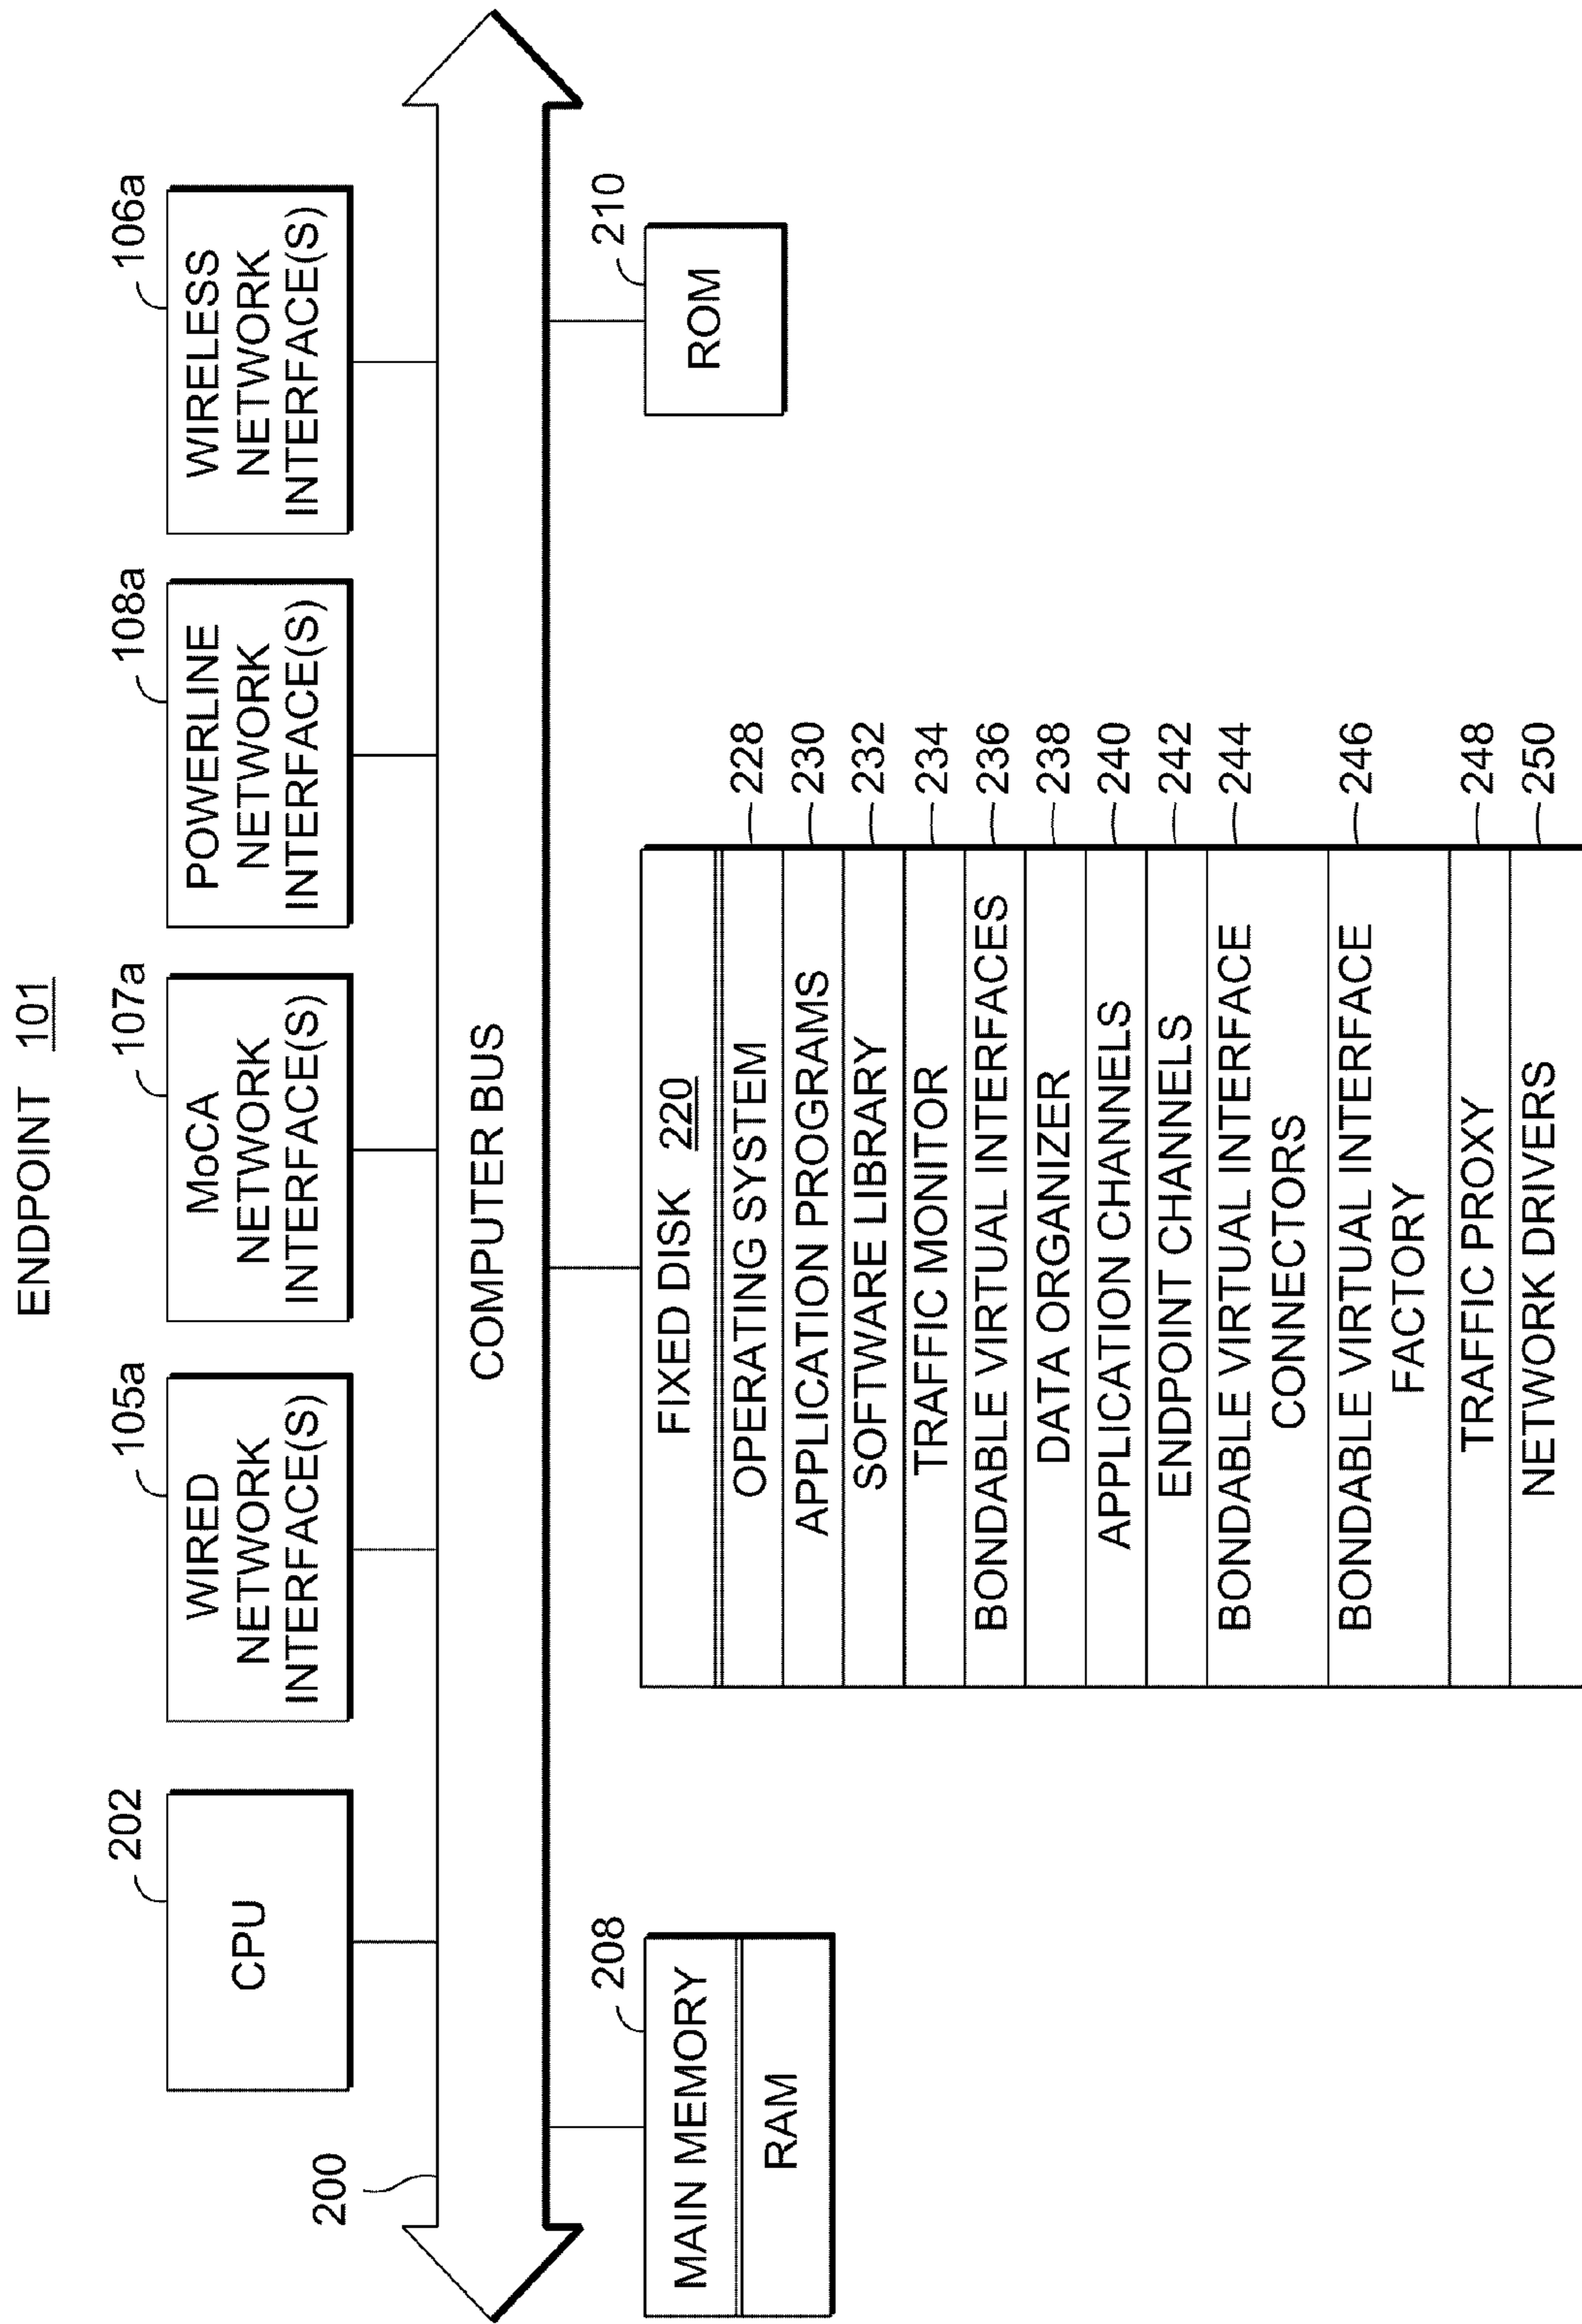 ENDPOINT 101
202
105a
107a
108a
106a
CPU
WIRED
NETWORK
INTERFACE(S)
MoCA
NETWORK
INTERFACE(S)
POWERLINE
NETWORK
INTERFACE(S)
WIRELESS
NETWORK
INTERFACE(S)
200
COMPUTER BUS
208
MAIN MEMORY
RAM
210
ROM
FIXED DISK 220
OPERATING SYSTEM 228
APPLICATION PROGRAMS 230
SOFTWARE LIBRARY 232
TRAFFIC MONITOR 234
BONDABLE VIRTUAL INTERFACES 236
DATA ORGANIZER 238
APPLICATION CHANNELS 240
ENDPOINT CHANNELS 242
BONDABLE VIRTUAL INTERFACE 244
CONNECTORS
BONDABLE VIRTUAL INTERFACE 246
FACTORY
TRAFFIC PROXY 248
NETWORK DRIVERS 250